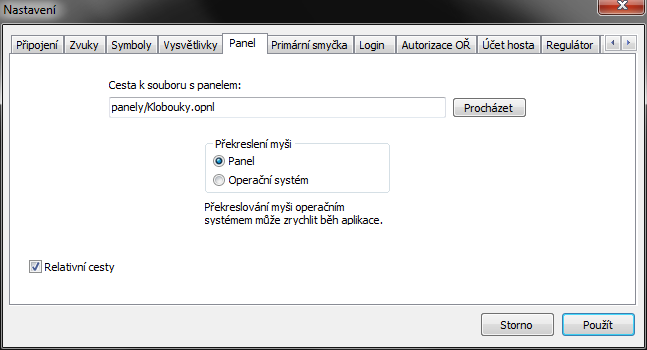 Nastavení
Připojení Zvuky Symboly Vysvětlivky Panel Primární smyčka Login Autorizace OŘ Účet hosta Regulátor
Cesta k souboru s panelem:
panely/Klobouky.opnl Procházet
Překreslení myši
Panel
Operační systém
Překreslování myši operačním
systémem může zrychlit běh aplikace.
Relativní cesty
Storno Použít